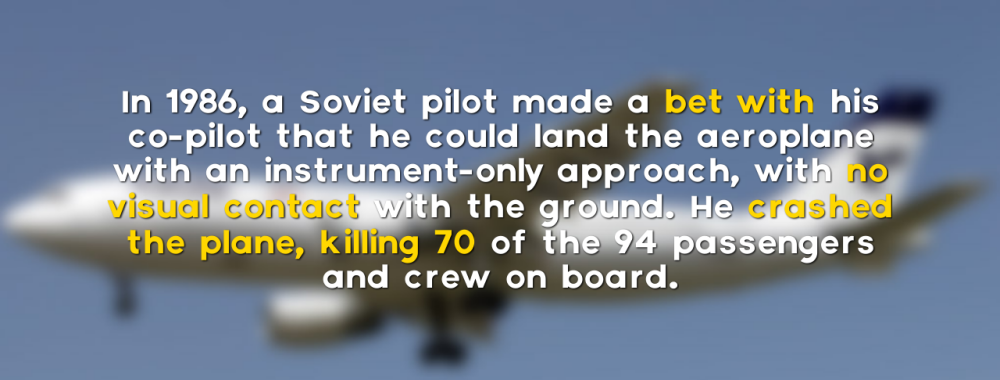 In 1986, a Soviet pilot made a bet with his
co-pilot that he could land the aeroplane
with an instrument-only approach, with no
visual contact with the ground. He crashed
the plane, killing 70 of the 94 passengers
and crew on board.